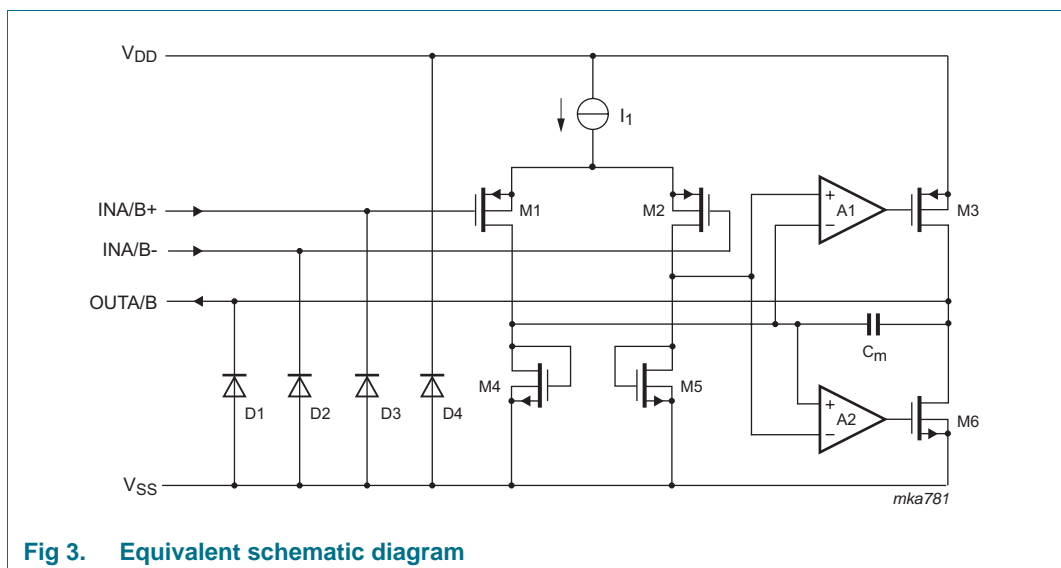 VDD
I1
INA/B+
M1
M2
A1
+
−
M3
INA/B-
OUTA/B
Cm
M4
M5
D1
D2
D3
D4
A2
+
−
M6
VSS
mka781
Fig 3. Equivalent schematic diagram